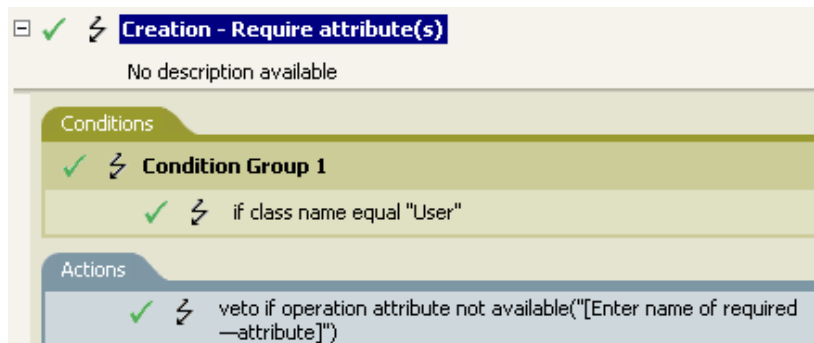 Creation - Require attribute(s)
No description available
Conditions
Condition Group 1
if class name equal "User"
Actions
veto if operation attribute not available("[Enter name of required
—attribute]")